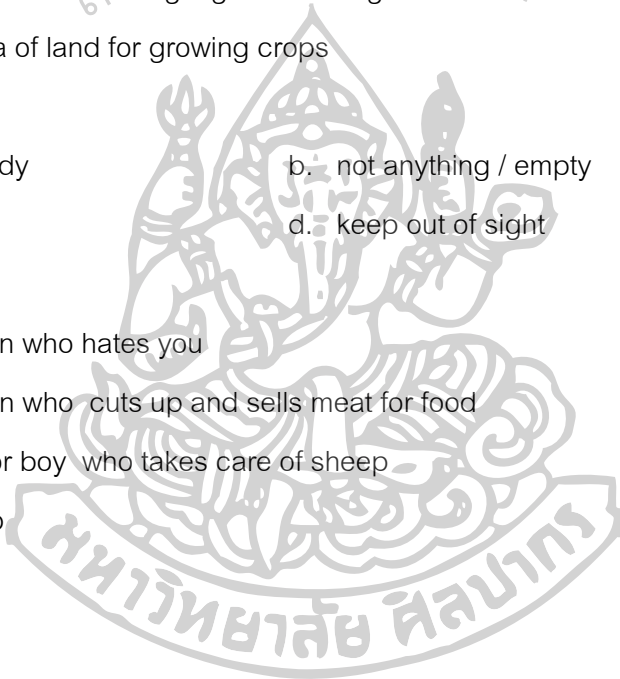 a of land for growing crops
dy b. not anything / empty
d. keep out of sight
n who hates you
n who cuts up and sells meat for food
or boy who takes care of sheep
มหาวิทยาลัย ศิลปากร